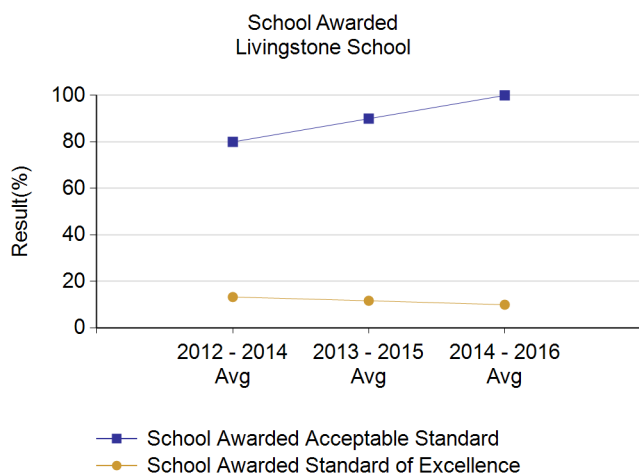 School Awarded
Livingstone School
100
80
60
40
20
0
Result(%)
2012 - 2014 2013 - 2015 2014 - 2016
Avg Avg Avg
School Awarded Acceptable Standard
School Awarded Standard of Excellence